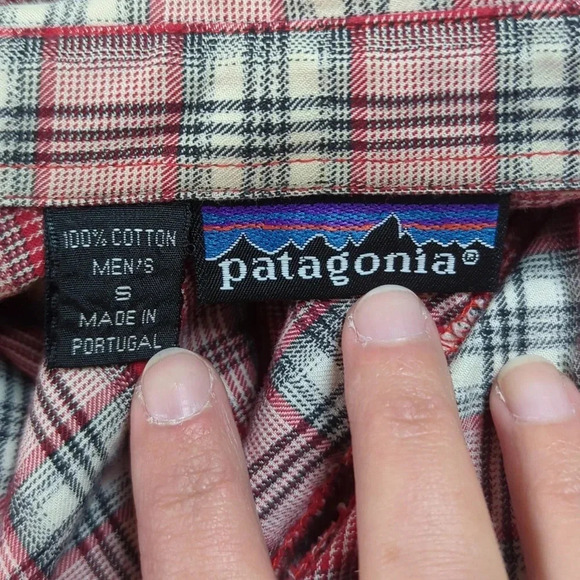 100% COTTON
MEN'S
S
MADE IN
PORTUGAL
patagonia®